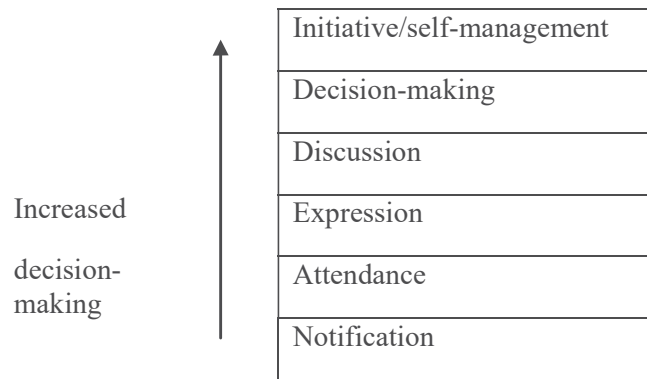 Initiative/self-management
Decision-making
Discussion
Expression
Attendance
Notification
Increased
decision-
making